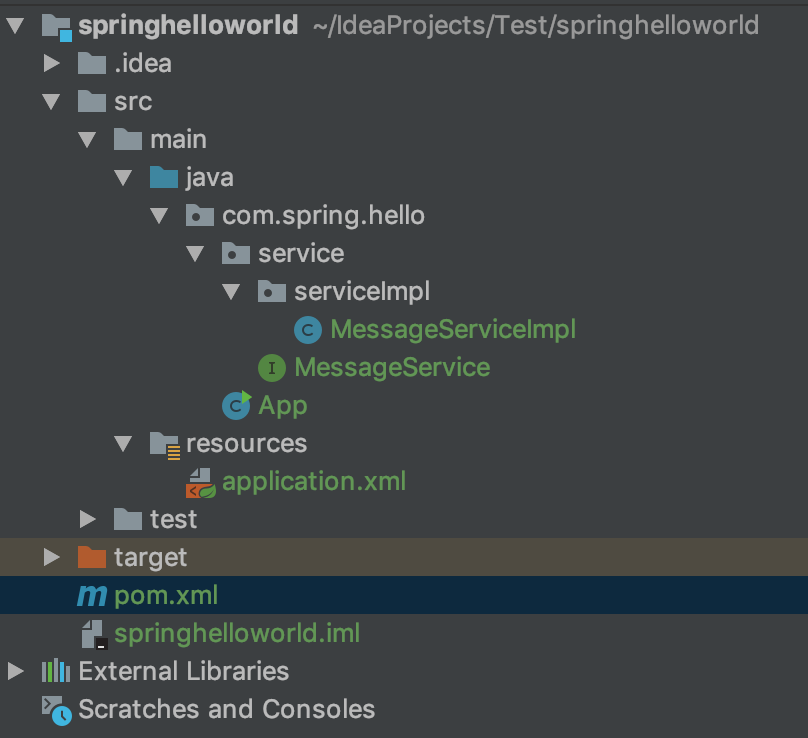 springhelloworld ~/IdeaProjects/Test/springhelloworld
.idea
src
main
java
com.spring.hello
service
serviceImpl
C MessageServiceImpl
I MessageService
C App
resources
application.xml
test
target
m pom.xml
springhelloworld.iml
External Libraries
Scratches and Consoles